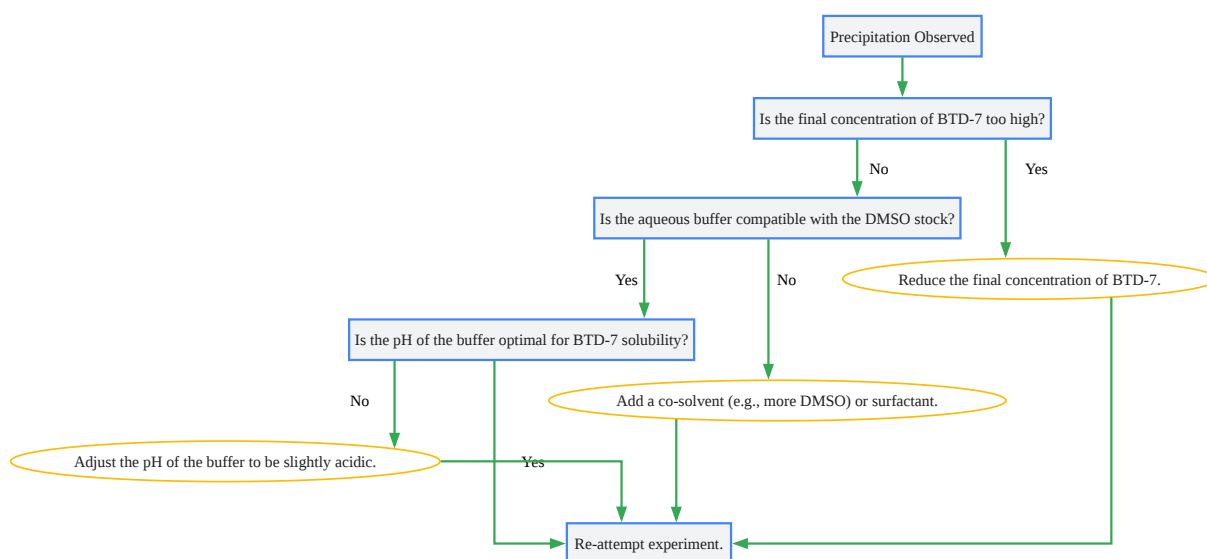 Precipitation Observed
Is the final concentration of BTD-7 too high?
No
Yes
Is the aqueous buffer compatible with the DMSO stock?
Yes
No
Reduce the final concentration of BTD-7.
Is the pH of the buffer optimal for BTD-7 solubility?
No
Add a co-solvent (e.g., more DMSO) or surfactant.
Adjust the pH of the buffer to be slightly acidic.
Yes
Re-attempt experiment.